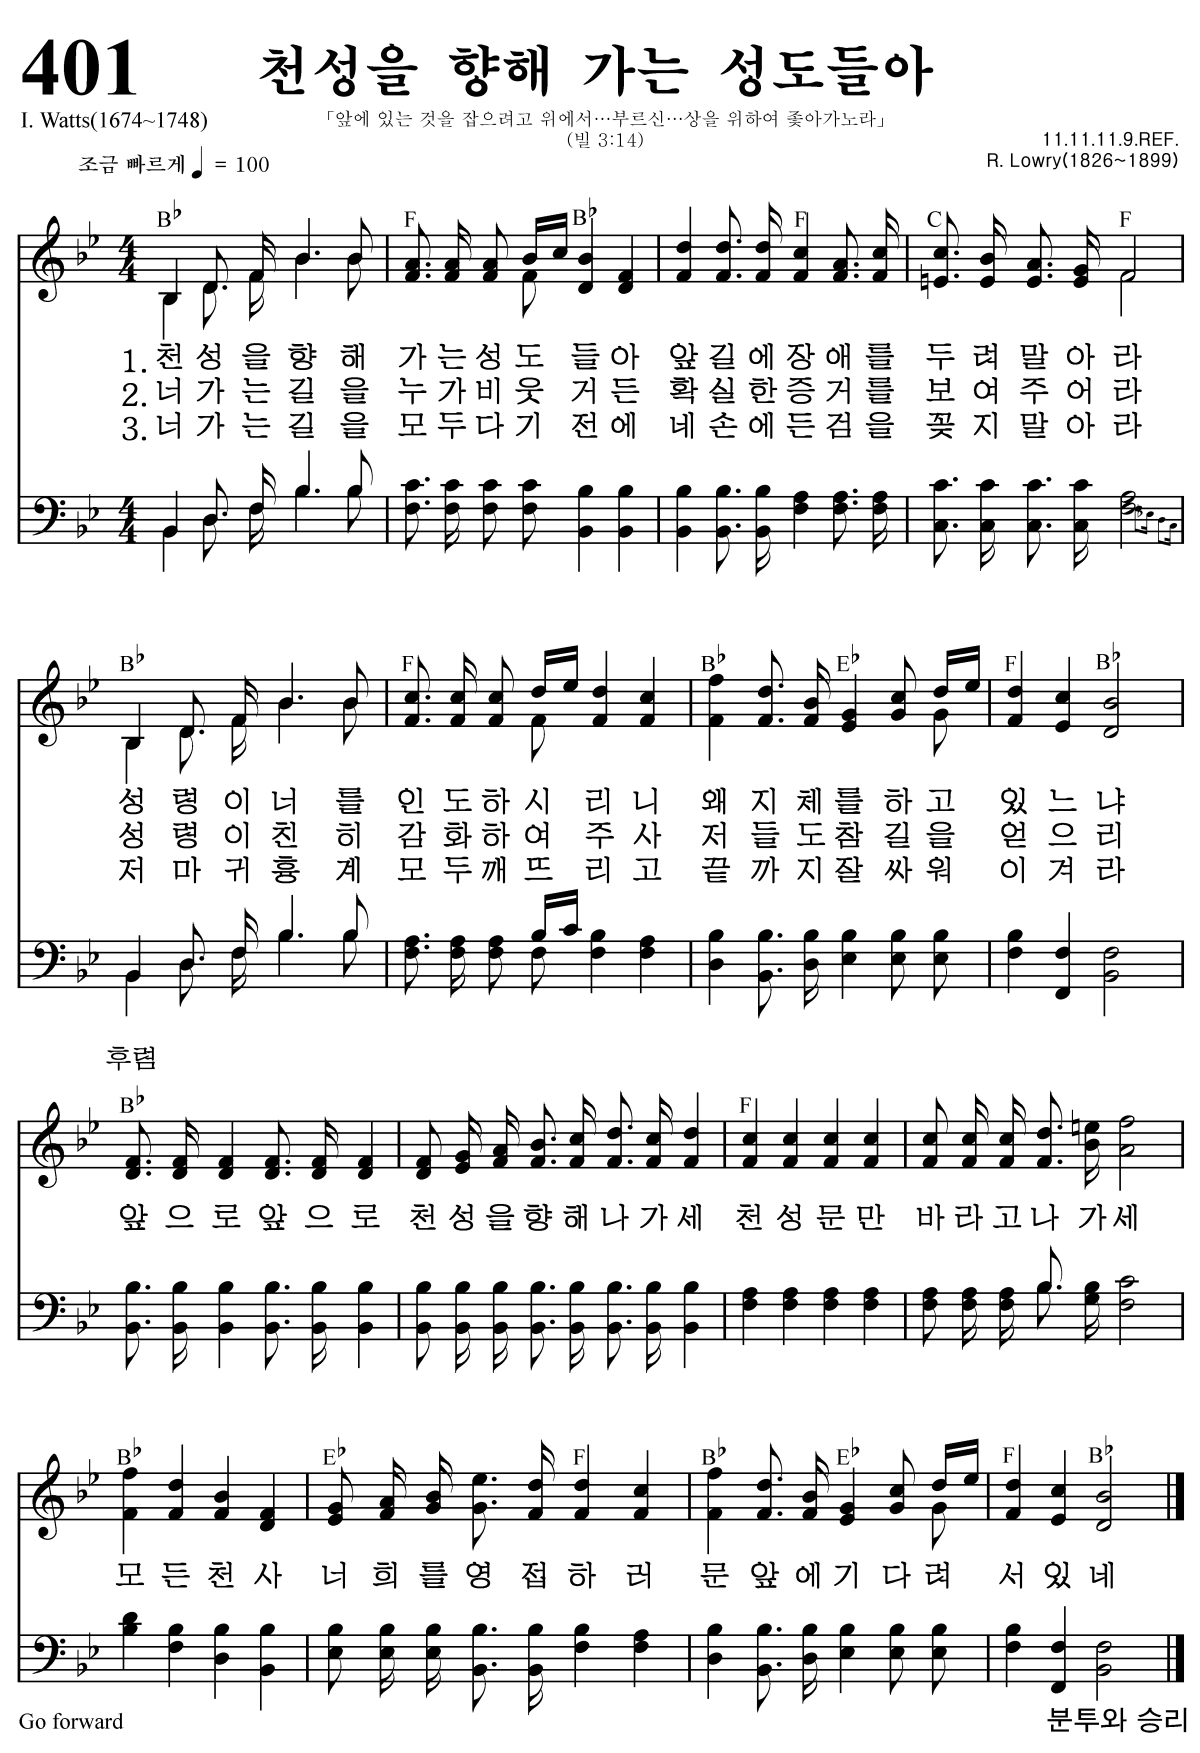 401 천성을 향해 가는 성도들아
I. Watts(1674~1748)
「앞에 있는 것을 잡으려고 위에서…부르신…상을 위하여 좇아가노라」
(빌 3:14)
11.11.11.9.REF.
조금 빠르게 ♩ = 100
R. Lowry(1826~1899)
B♭ F B♭ F C F
1. 천 성 을 향 해 가 는 성 도 들 아 앞 길 에 장 애 를 두 려 말 아 라
2. 너 가 는 길 을 누 가 비 웃 거 든 확 실 한 증 거 를 보 여 주 어 라
3. 너 가 는 길 을 모 두 다 기 전 에 네 손 에 든 검 을 꽂 지 말 아 라
B♭ F B♭ E♭ F B♭
성 령 이 너 를 인 도 하 시 리 니 왜 지 체 를 하 고 있 느 냐
성 령 이 친 히 감 화 하 여 주 사 저 들 도 참 길 을 얻 으 리
저 마 귀 흉 계 모 두 깨 뜨 리 고 끝 까 지 잘 싸 워 이 겨 라
후렴
B♭ F
앞 으 로 앞 으 로 천 성 을 향 해 나 가 세 천 성 문 만 바 라 고 나 가 세
B♭ E♭ F B♭ E♭ F B♭
모 든 천 사 너 희 를 영 접 하 러 문 앞 에 기 다 려 서 있 네
Go forward
분투와 승리